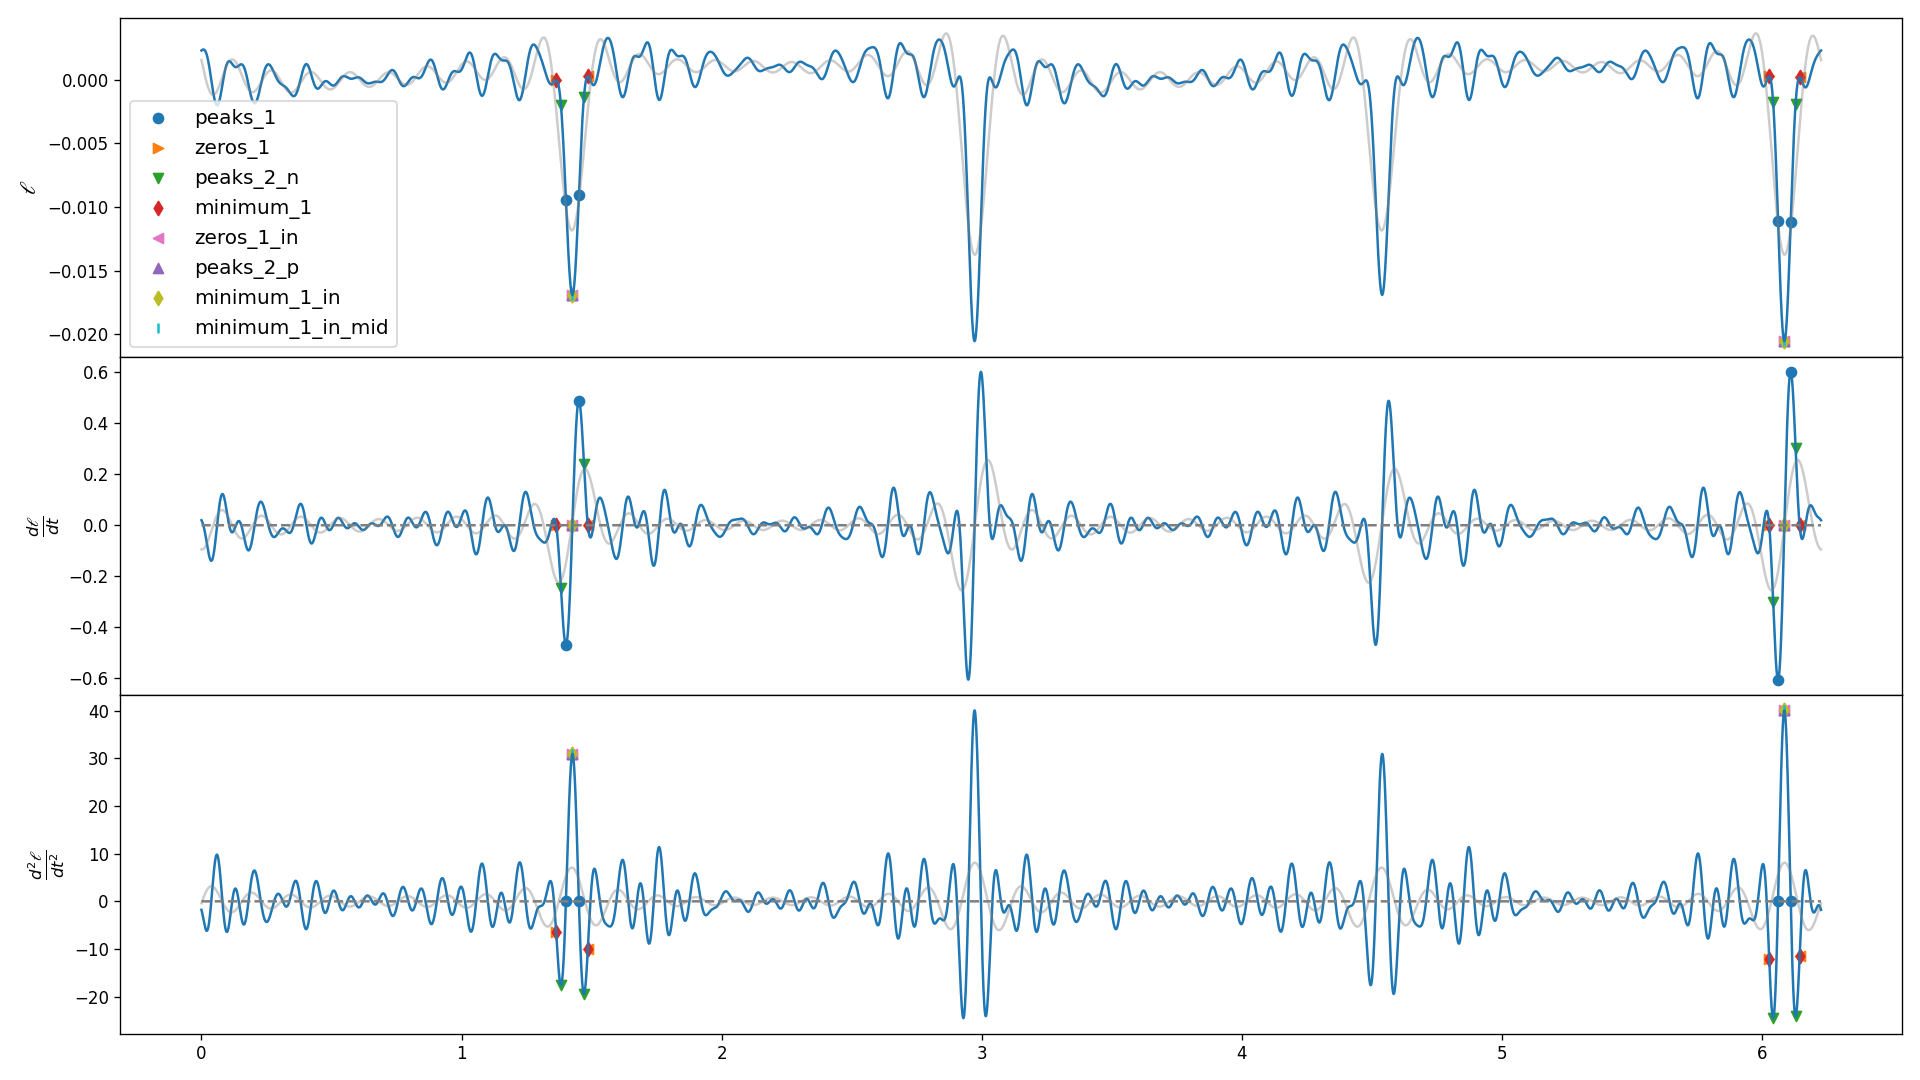 0.000
−0.005
−0.010
−0.015
−0.020
ℓ
peaks_1
zeros_1
peaks_2_n
minimum_1
zeros_1_in
peaks_2_p
minimum_1_in
minimum_1_in_mid
0.6
0.4
0.2
0.0
−0.2
−0.4
−0.6
dℓ/dt
40
30
20
10
0
−10
−20
d²ℓ/dt²
0 1 2 3 4 5 6